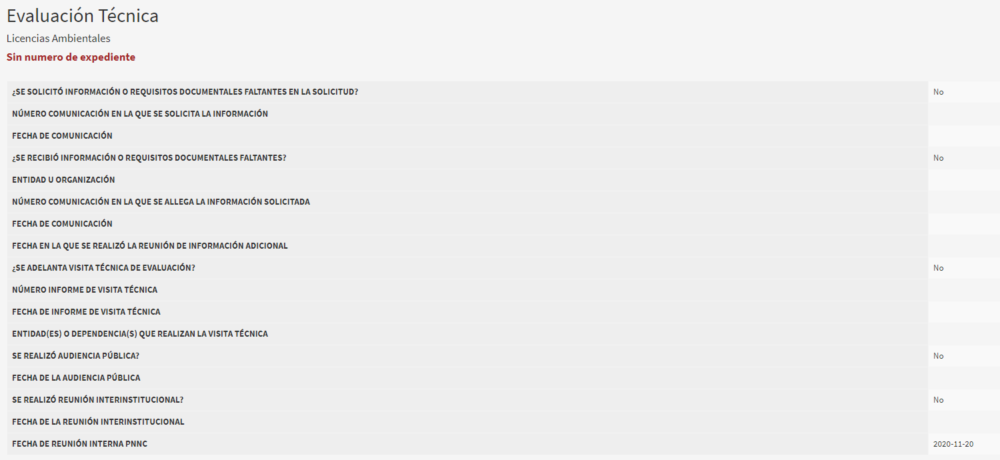 Evaluación Técnica
Licencias Ambientales
Sin numero de expediente
¿SE SOLICITÓ INFORMACIÓN O REQUISITOS DOCUMENTALES FALTANTES EN LA SOLICITUD? No
NÚMERO COMUNICACIÓN EN LA QUE SE SOLICITA LA INFORMACIÓN
FECHA DE COMUNICACIÓN
¿SE RECIBIÓ INFORMACIÓN O REQUISITOS DOCUMENTALES FALTANTES? No
ENTIDAD U ORGANIZACIÓN
NÚMERO COMUNICACIÓN EN LA QUE SE ALLEGA LA INFORMACIÓN SOLICITADA
FECHA DE COMUNICACIÓN
FECHA EN LA QUE SE REALIZÓ LA REUNIÓN DE INFORMACIÓN ADICIONAL
¿SE ADELANTA VISITA TÉCNICA DE EVALUACIÓN? No
NÚMERO INFORME DE VISITA TÉCNICA
FECHA DE INFORME DE VISITA TÉCNICA
ENTIDAD(ES) O DEPENDENCIA(S) QUE REALIZAN LA VISITA TÉCNICA
SE REALIZÓ AUDIENCIA PÚBLICA? No
FECHA DE LA AUDIENCIA PÚBLICA
SE REALIZÓ REUNIÓN INTERINSTITUCIONAL? No
FECHA DE LA REUNIÓN INTERINSTITUCIONAL
FECHA DE REUNIÓN INTERNA PNNC 2020-11-20